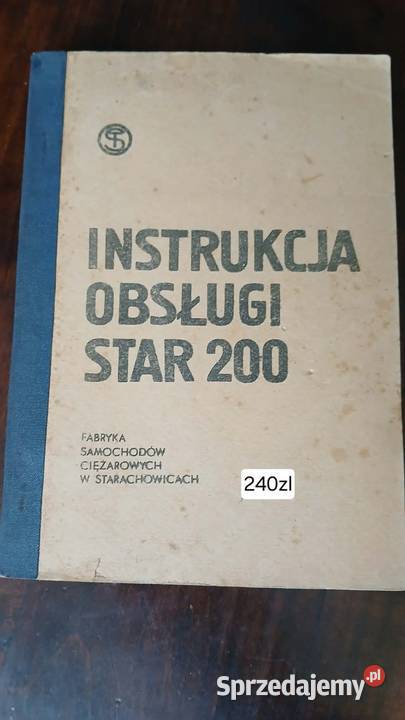 INSTRUKCJA
OBSŁUGI
STAR 200
FABRYKA
SAMOCHODÓW
CIĘŻAROWYCH
W STARACHOWICACH
240zl
Sprzedajemy.pl